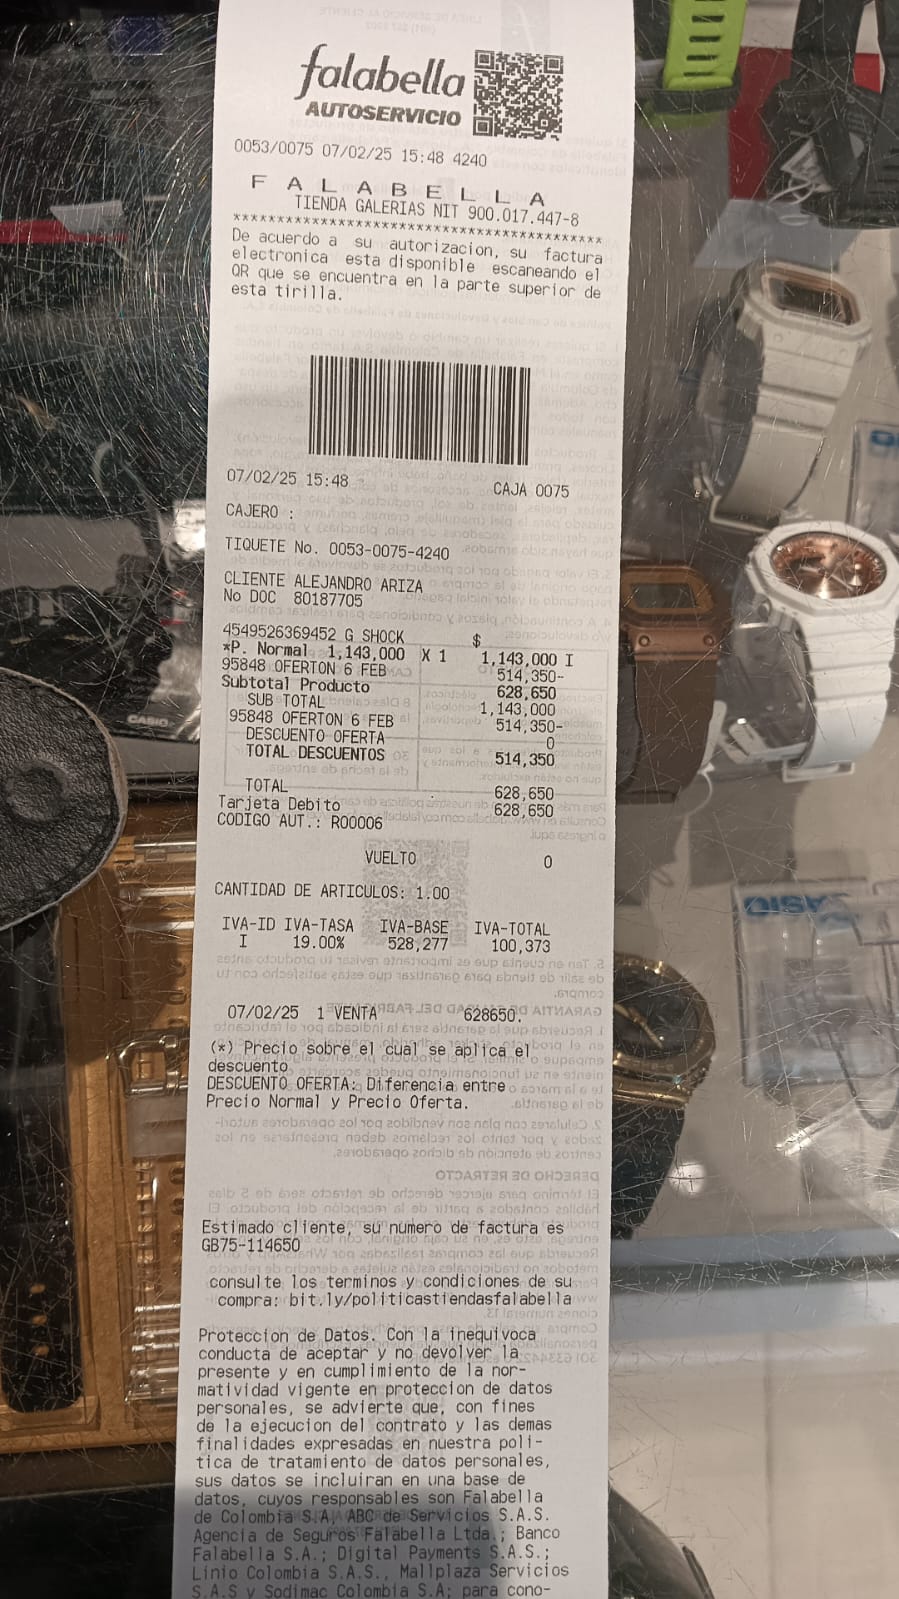 falabella
AUTOSERVICIO
0053/0075 07/02/25 15:48 4240
F A L A B E L L A
TIENDA GALERIAS NIT 900.017.447-8
********************************************
De acuerdo a su autorizacion, su factura
electronica esta disponible escaneando el
QR que se encuentra en la parte superior de
esta tirilla.
07/02/25 15:48 CAJA 0075
CAJERO :
TIQUETE No. 0053-0075-4240
CLIENTE ALEJANDRO ARIZA
No DOC 80187705
4549526369452 G SHOCK $
*P. Normal 1,143,000 X 1 1,143,000 I
95848 OFERTON 6 FEB 514,350-
Subtotal Producto 628,650
SUB TOTAL 1,143,000
95848 OFERTON 6 FEB 514,350-
DESCUENTO OFERTA 0
TOTAL DESCUENTOS 514,350
TOTAL 628,650
Tarjeta Debito 628,650
CODIGO AUT.: R00006
VUELTO 0
CANTIDAD DE ARTICULOS: 1.00
IVA-ID IVA-TASA IVA-BASE IVA-TOTAL
I 19.00% 528,277 100,373
07/02/25 1 VENTA 628650.
(*) Precio sobre el cual se aplica el
descuento
DESCUENTO OFERTA: Diferencia entre
Precio Normal y Precio Oferta.
Estimado cliente, su numero de factura es
GB75-114650
consulte los terminos y condiciones de su
compra: bit.ly/politicastiendasfalabella
Proteccion de Datos. Con la inequivoca
conducta de aceptar y no devolver la
presente y en cumplimiento de la nor-
matividad vigente en proteccion de datos
personales, se advierte que, con fines
de la ejecucion del contrato y las demas
finalidades expresadas en nuestra poli-
tica de tratamiento de datos personales,
sus datos se incluiran en una base de
datos, cuyos responsables son Falabella
de Colombia S.A, ABC de Servicios S.A.S.
Agencia de Seguros Falabella Ltda.; Banco
Falabella S.A.; Digital Payments S.A.S.;
Linio Colombia S.A.S., Mallplaza Servicios
S.A.S y Sodimac Colombia S.A; para cono-
CASIO